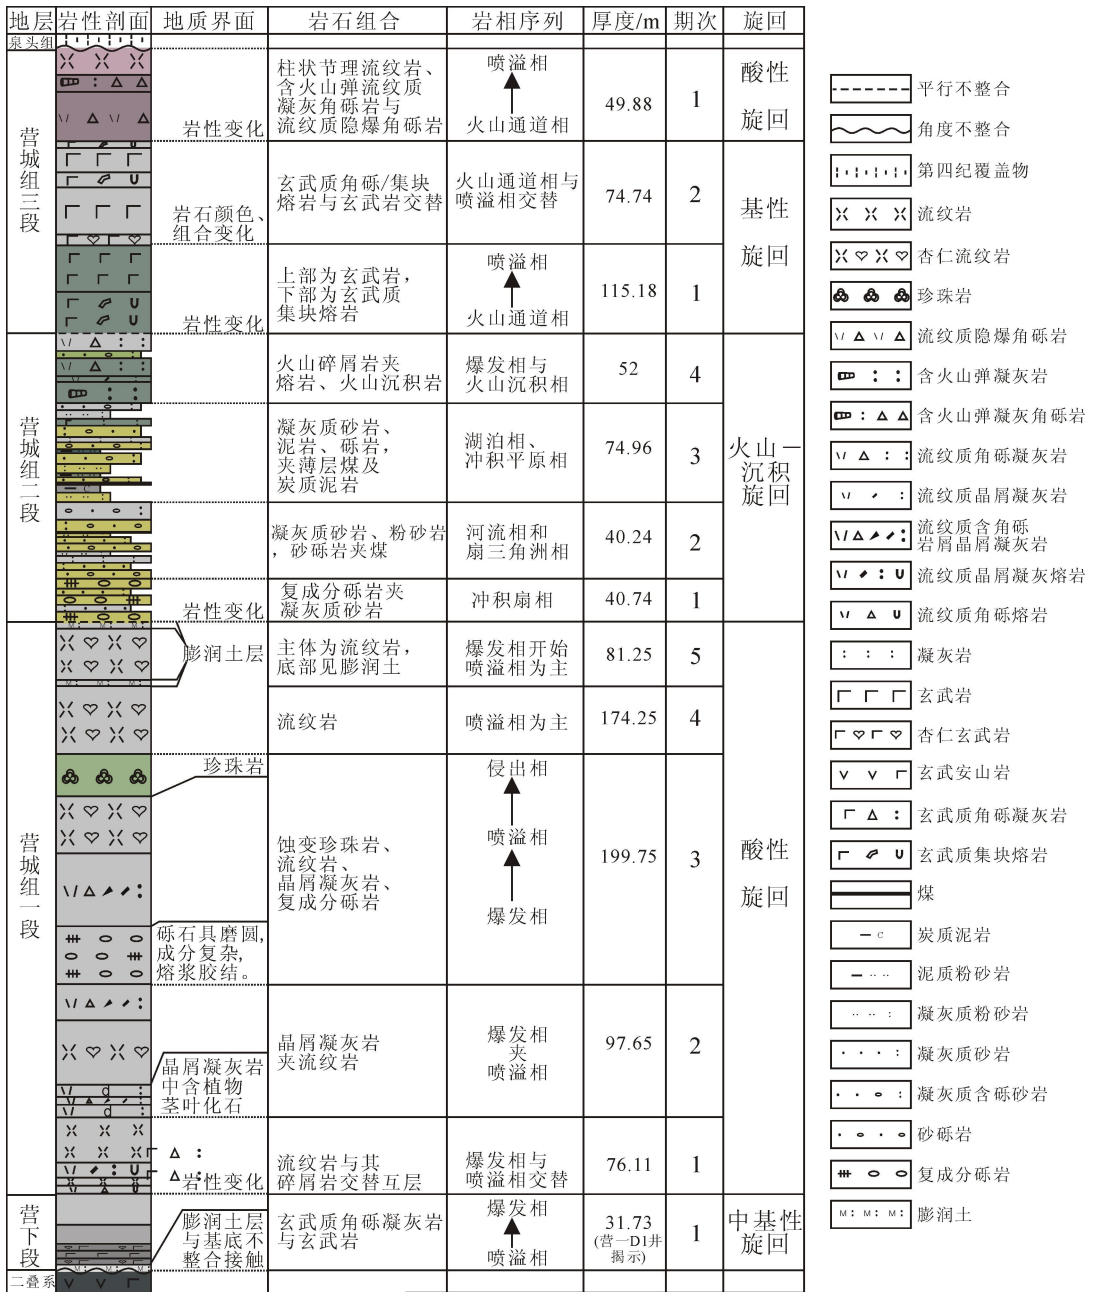 地层 岩性剖面 地质界面 岩石组合 岩相序列 厚度/m 期次 旋回
泉头组
营城组三段
岩性变化
柱状节理流纹岩、
含火山弹流纹质
凝灰角砾岩与
流纹质隐爆角砾岩
喷溢相
火山通道相
49.88
1
酸性
旋回
岩石颜色、
组合变化
玄武质角砾/集块
熔岩与玄武岩交替
火山通道相与
喷溢相交替
74.74
2
基性
旋回
岩性变化
上部为玄武岩，
下部为玄武质
集块熔岩
喷溢相
火山通道相
115.18
1
营城组二段
火山碎屑岩夹
熔岩、火山沉积岩
爆发相与
火山沉积相
52
4
火山－
沉积
旋回
凝灰质砂岩、
泥岩、砾岩，
夹薄层煤及
炭质泥岩
湖泊相、
冲积平原相
74.96
3
凝灰质砂岩、粉砂岩
，砂砾岩夹煤
河流相和
扇三角洲相
40.24
2
岩性变化
复成分砾岩夹
凝灰质砂岩
冲积扇相
40.74
1
营城组一段
膨润土层
主体为流纹岩，
底部见膨润土
爆发相开始
喷溢相为主
81.25
5
酸性
旋回
流纹岩
喷溢相为主
174.25
4
珍珠岩
砾石具磨圆,
成分复杂,
熔浆胶结。
蚀变珍珠岩、
流纹岩、
晶屑凝灰岩、
复成分砾岩
侵出相
喷溢相
爆发相
199.75
3
晶屑凝灰岩
中含植物
茎叶化石
晶屑凝灰岩
夹流纹岩
爆发相
夹
喷溢相
97.65
2
岩性变化
流纹岩与其
碎屑岩交替互层
爆发相与
喷溢相交替
76.11
1
营下段
膨润土层
与基底不
整合接触
玄武质角砾凝灰岩
与玄武岩
爆发相
喷溢相
31.73
(营一D1井
揭示)
1
中基性
旋回
二叠系
平行不整合
角度不整合
第四纪覆盖物
流纹岩
杏仁流纹岩
珍珠岩
流纹质隐爆角砾岩
含火山弹凝灰岩
含火山弹凝灰角砾岩
流纹质角砾凝灰岩
流纹质晶屑凝灰岩
流纹质含角砾
岩屑晶屑凝灰岩
流纹质晶屑凝灰熔岩
流纹质角砾熔岩
凝灰岩
玄武岩
杏仁玄武岩
玄武安山岩
玄武质角砾凝灰岩
玄武质集块熔岩
煤
炭质泥岩
泥质粉砂岩
凝灰质粉砂岩
凝灰质砂岩
凝灰质含砾砂岩
砂砾岩
复成分砾岩
膨润土